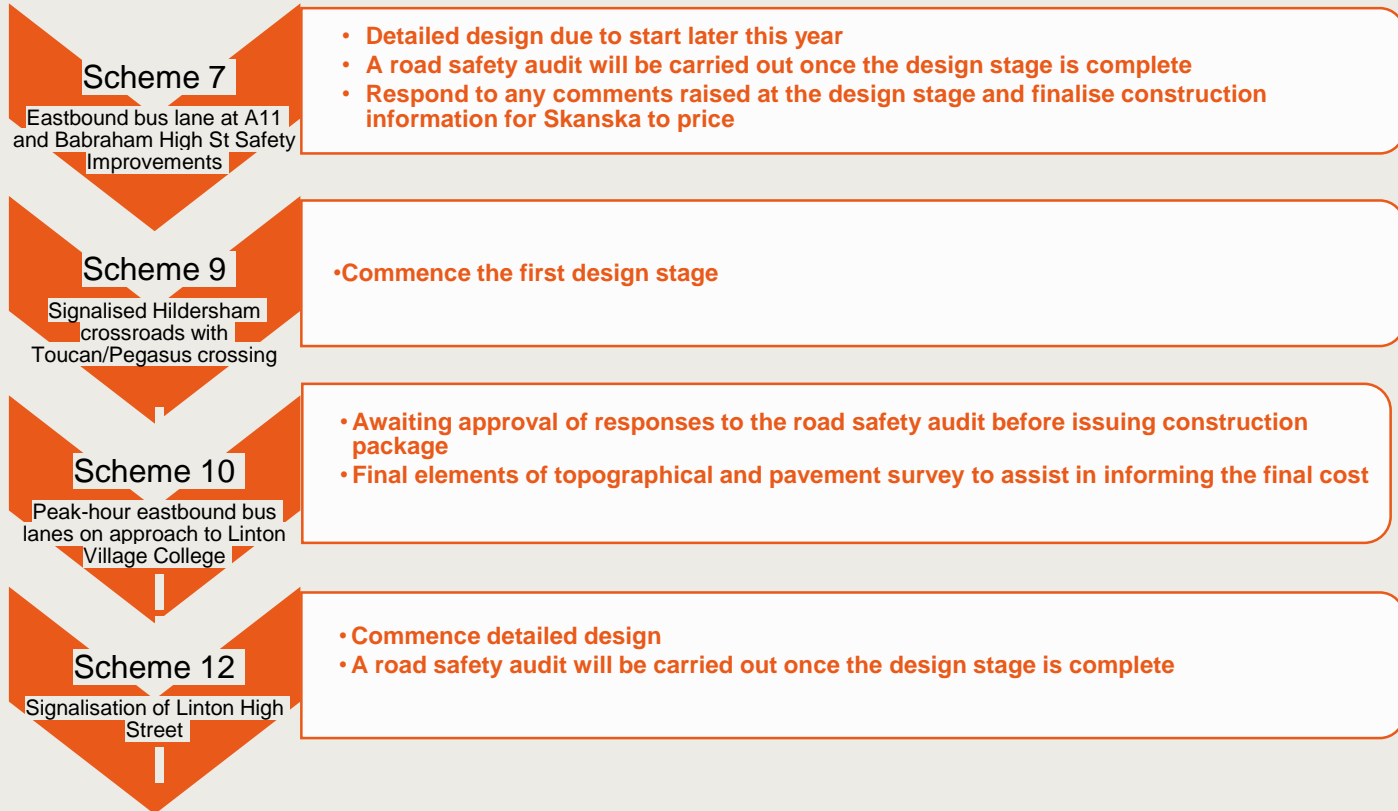 Scheme 7
Eastbound bus lane at A11
and Babraham High St Safety
Improvements
• Detailed design due to start later this year
• A road safety audit will be carried out once the design stage is complete
• Respond to any comments raised at the design stage and finalise construction
information for Skanska to price
Scheme 9
Signalised Hildersham
crossroads with
Toucan/Pegasus crossing
•Commence the first design stage
Scheme 10
Peak-hour eastbound bus
lanes on approach to Linton
Village College
• Awaiting approval of responses to the road safety audit before issuing construction
package
• Final elements of topographical and pavement survey to assist in informing the final cost
Scheme 12
Signalisation of Linton High
Street
• Commence detailed design
• A road safety audit will be carried out once the design stage is complete